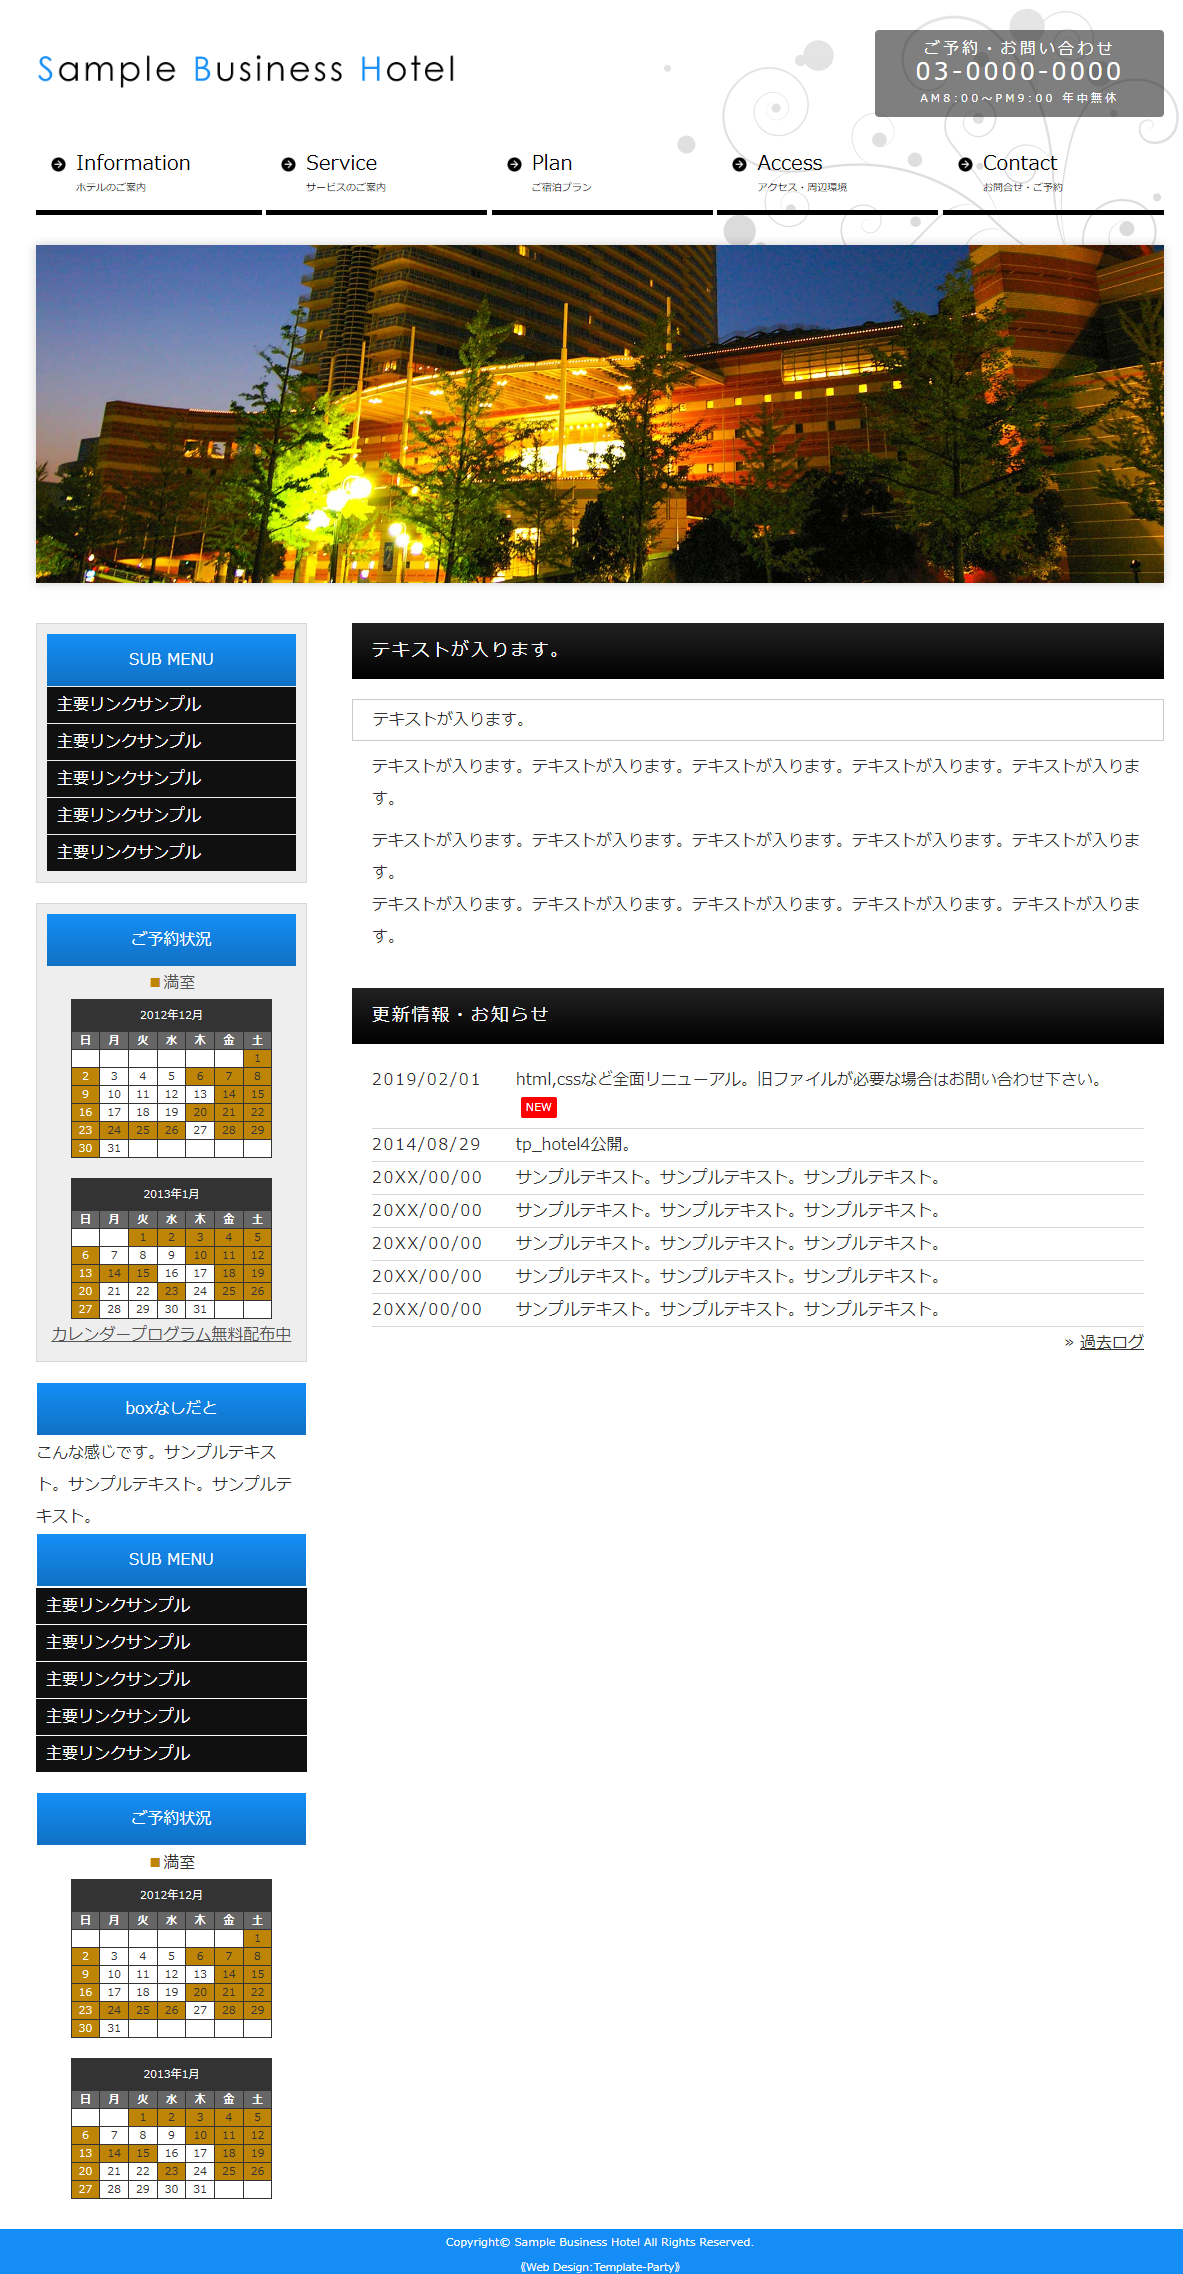 Sample Business Hotel
ご予約・お問い合わせ
03-0000-0000
AM8:00～PM9:00 年中無休
Information
ホテルのご案内
Service
サービスのご案内
Plan
ご宿泊プラン
Access
アクセス・周辺環境
Contact
お問合せ・ご予約
SUB MENU
主要リンクサンプル
主要リンクサンプル
主要リンクサンプル
主要リンクサンプル
主要リンクサンプル
ご予約状況
■満室
2012年12月
日 月 火 水 木 金 土
1
2 3 4 5 6 7 8
9 10 11 12 13 14 15
16 17 18 19 20 21 22
23 24 25 26 27 28 29
30 31
2013年1月
日 月 火 水 木 金 土
1 2 3 4 5
6 7 8 9 10 11 12
13 14 15 16 17 18 19
20 21 22 23 24 25 26
27 28 29 30 31
カレンダープログラム無料配布中
boxなしだと
こんな感じです。サンプルテキス
ト。サンプルテキスト。サンプルテ
キスト。
SUB MENU
主要リンクサンプル
主要リンクサンプル
主要リンクサンプル
主要リンクサンプル
主要リンクサンプル
ご予約状況
■満室
2012年12月
日 月 火 水 木 金 土
1
2 3 4 5 6 7 8
9 10 11 12 13 14 15
16 17 18 19 20 21 22
23 24 25 26 27 28 29
30 31
2013年1月
日 月 火 水 木 金 土
1 2 3 4 5
6 7 8 9 10 11 12
13 14 15 16 17 18 19
20 21 22 23 24 25 26
27 28 29 30 31
テキストが入ります。
テキストが入ります。
テキストが入ります。テキストが入ります。テキストが入ります。テキストが入ります。テキストが入りま
す。
テキストが入ります。テキストが入ります。テキストが入ります。テキストが入ります。テキストが入りま
す。
テキストが入ります。テキストが入ります。テキストが入ります。テキストが入ります。テキストが入りま
す。
更新情報・お知らせ
2019/02/01 html,cssなど全面リニューアル。旧ファイルが必要な場合はお問い合わせ下さい。
NEW
2014/08/29 tp_hotel4公開。
20XX/00/00 サンプルテキスト。サンプルテキスト。サンプルテキスト。
20XX/00/00 サンプルテキスト。サンプルテキスト。サンプルテキスト。
20XX/00/00 サンプルテキスト。サンプルテキスト。サンプルテキスト。
20XX/00/00 サンプルテキスト。サンプルテキスト。サンプルテキスト。
20XX/00/00 サンプルテキスト。サンプルテキスト。サンプルテキスト。
» 過去ログ
Copyright© Sample Business Hotel All Rights Reserved.
《Web Design:Template-Party》